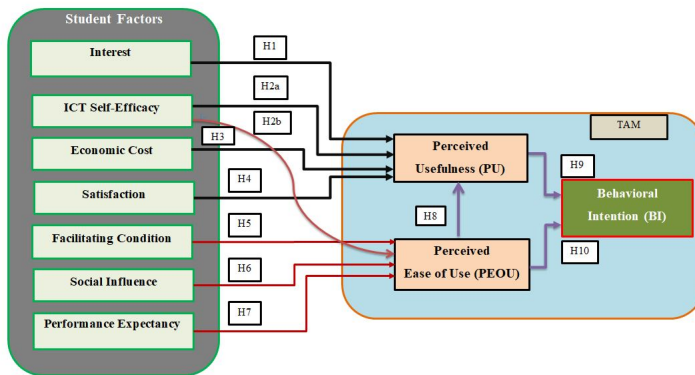 Student Factors
Interest
ICT Self-Efficacy
Economic Cost
Satisfaction
Facilitating Condition
Social Influence
Performance Expectancy
H1
H2a
H2b
H3
H4
H5
H6
H7
TAM
Perceived
Usefulness (PU)
H8
Perceived
Ease of Use (PEOU)
H9
Behavioral
Intention (BI)
H10